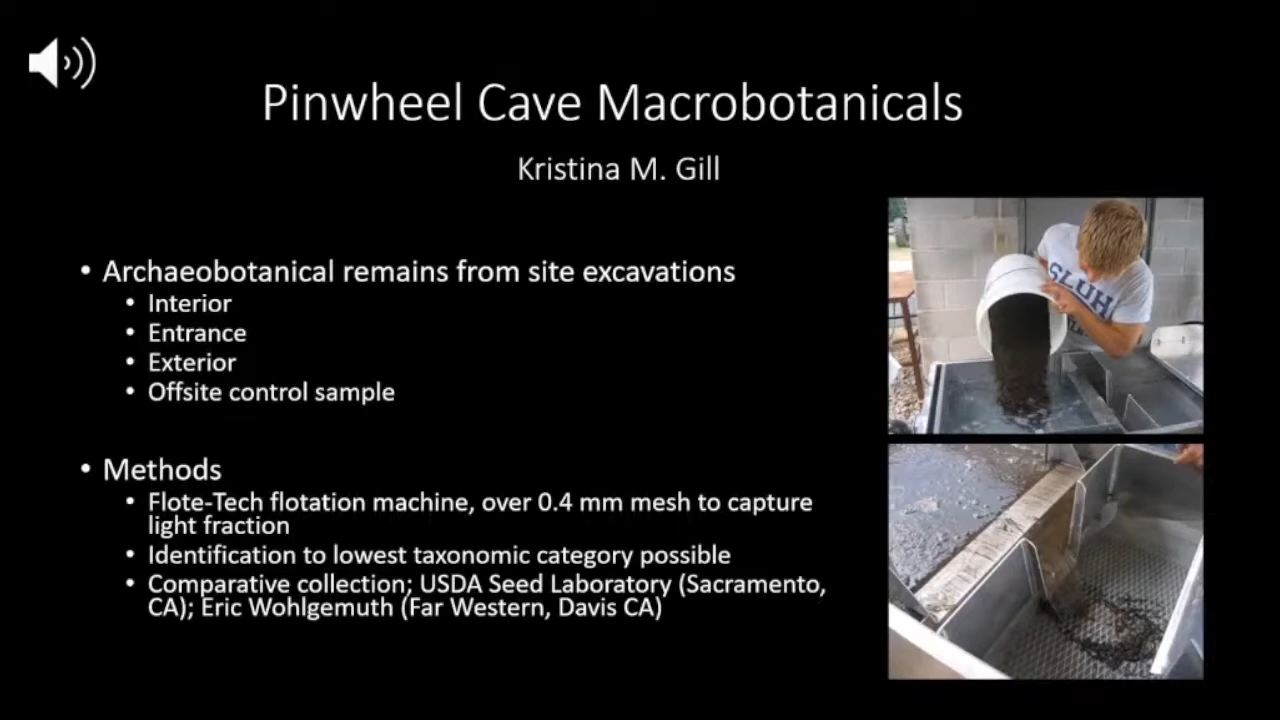 Pinwheel Cave Macrobotanicals
Kristina M. Gill
• Archaeobotanical remains from site excavations
• Interior
• Entrance
• Exterior
• Offsite control sample
• Methods
• Flote-Tech flotation machine, over 0.4 mm mesh to capture
light fraction
• Identification to lowest taxonomic category possible
• Comparative collection; USDA Seed Laboratory (Sacramento,
CA); Eric Wohlgemuth (Far Western, Davis CA)
SLUH